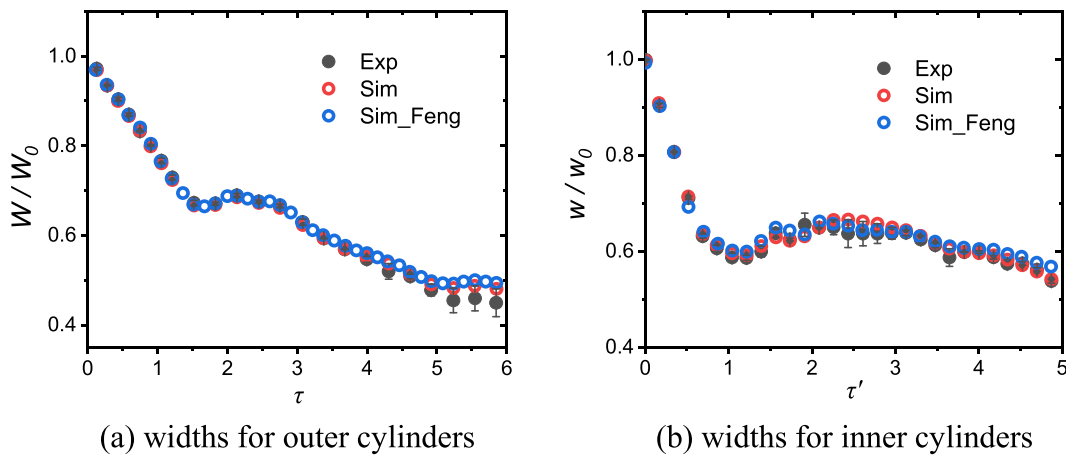 1.0
0.8
0.6
0.4
W / W0
Exp
Sim
Sim_Feng
0 1 2 3 4 5 6
τ
(a) widths for outer cylinders
1.0
0.8
0.6
0.4
w / w0
Exp
Sim
Sim_Feng
0 1 2 3 4 5
τ′
(b) widths for inner cylinders